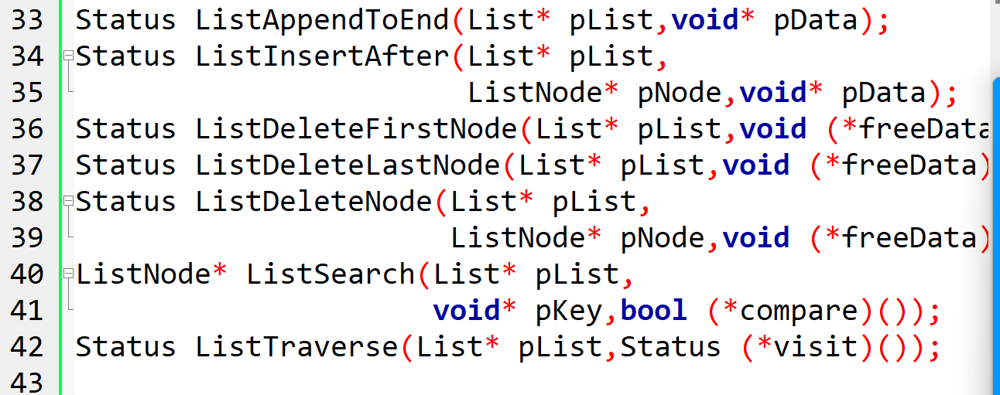 33 Status ListAppendToEnd(List* pList,void* pData);
34 Status ListInsertAfter(List* pList,
35 ListNode* pNode,void* pData);
36 Status ListDeleteFirstNode(List* pList,void (*freeData
37 Status ListDeleteLastNode(List* pList,void (*freeData)
38 Status ListDeleteNode(List* pList,
39 ListNode* pNode,void (*freeData)
40 ListNode* ListSearch(List* pList,
41 void* pKey,bool (*compare)());
42 Status ListTraverse(List* pList,Status (*visit)());
43